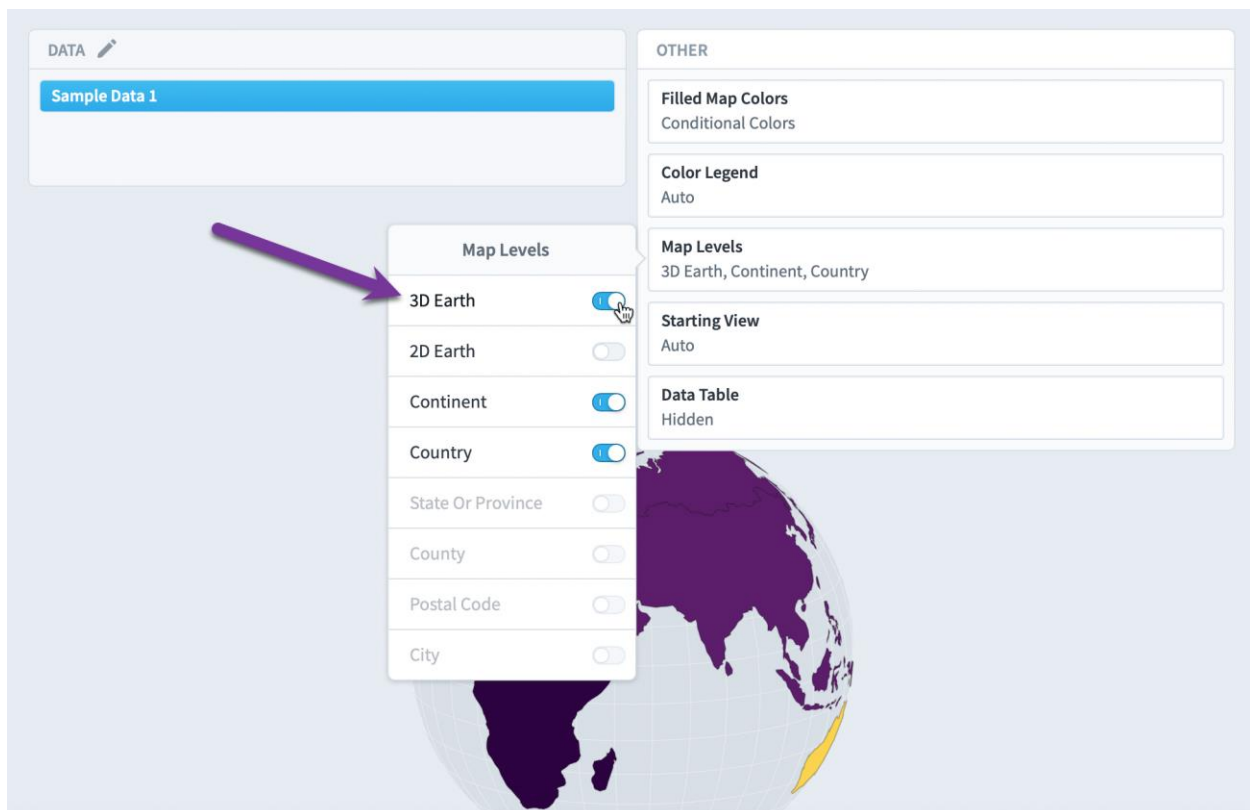 DATA
Sample Data 1
OTHER
Filled Map Colors
Conditional Colors
Color Legend
Auto
Map Levels
3D Earth, Continent, Country
Starting View
Auto
Data Table
Hidden
Map Levels
3D Earth
2D Earth
Continent
Country
State Or Province
County
Postal Code
City